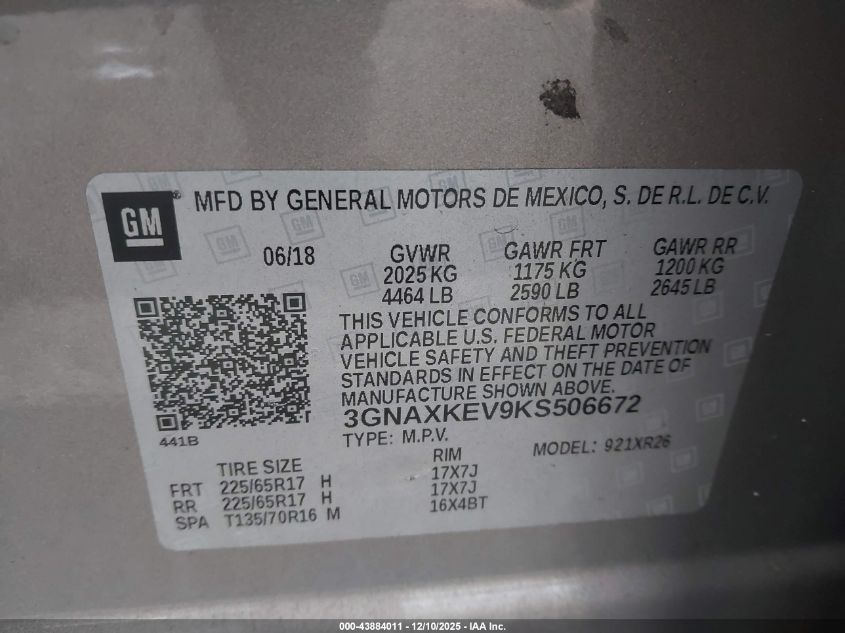 GM® MFD BY GENERAL MOTORS DE MEXICO, S. DE R.L. DE C.V.
06/18 GVWR GAWR FRT GAWR RR
2025 KG 1175 KG 1200 KG
4464 LB 2590 LB 2645 LB
THIS VEHICLE CONFORMS TO ALL
APPLICABLE U.S. FEDERAL MOTOR
VEHICLE SAFETY AND THEFT PREVENTION
STANDARDS IN EFFECT ON THE DATE OF
MANUFACTURE SHOWN ABOVE.
3GNAXKEV9KS506672
441B TYPE: M.P.V. MODEL: 921XR26
TIRE SIZE RIM
FRT 225/65R17 H 17X7J
RR 225/65R17 H 17X7J
SPA T135/70R16 M 16X4BT
000-43884011 - 12/10/2025 - IAA Inc.